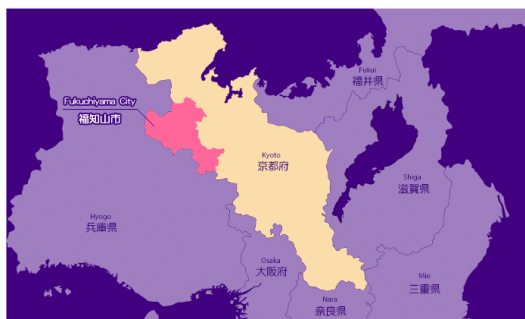 Fukui
福井県
Fukuchiyama City
福知山市
Kyoto
京都府
Shiga
滋賀県
Hyogo
兵庫県
Osaka
大阪府
Mie
三重県
Nara
奈良県